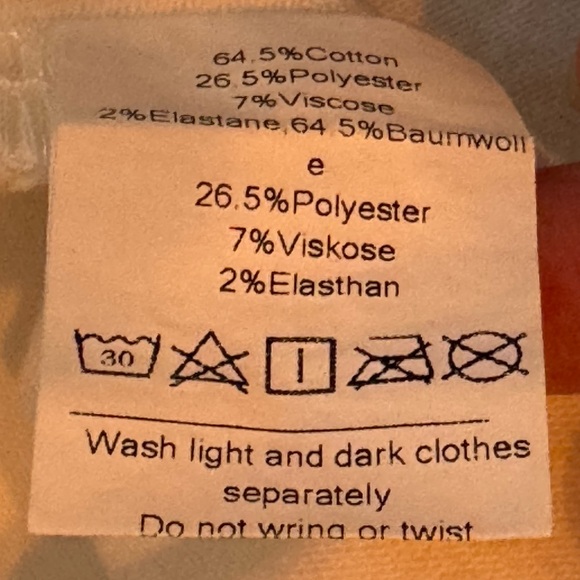 64.5%Cotton
26.5%Polyester
7%Viscose
2%Elastane,64.5%Baumwoll
e
26.5%Polyester
7%Viskose
2%Elasthan
30
Wash light and dark clothes
separately
Do not wring or twist